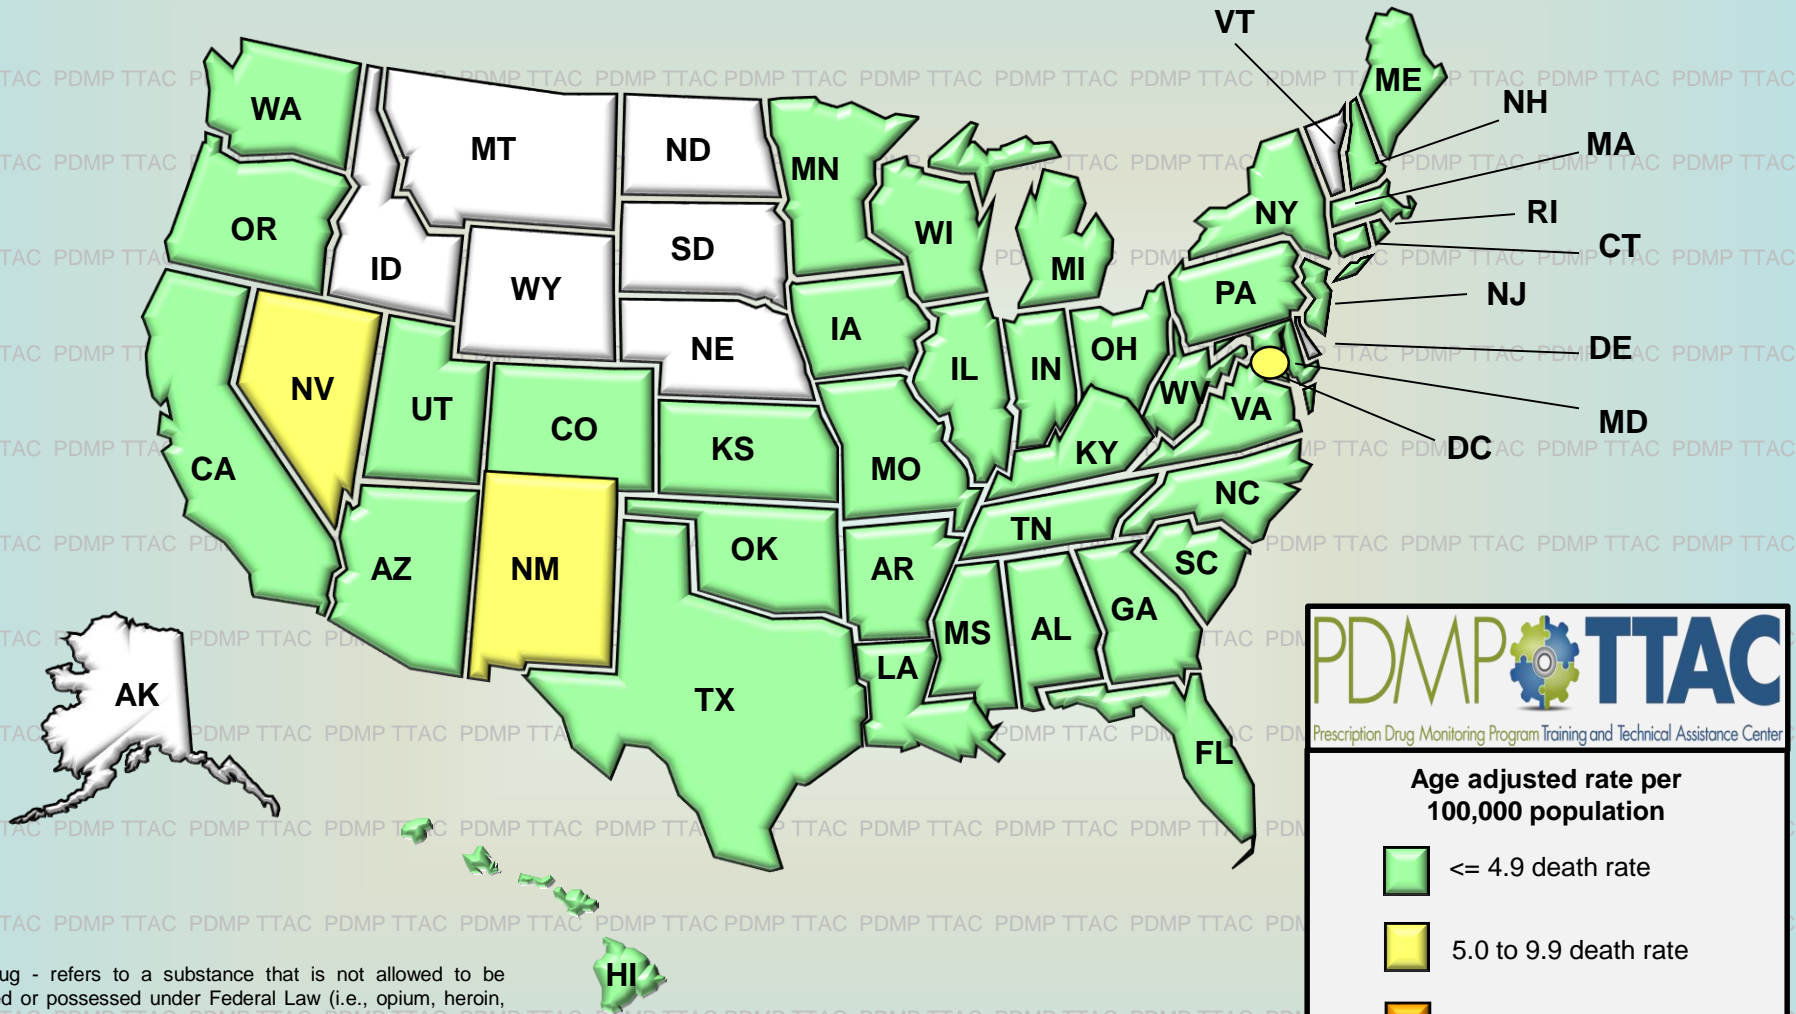 VT
ME
WA
NH
MT
ND
MN
MA
OR
WI
NY
RI
SD
CT
ID
MI
WY
PA
NJ
IA
NE
OH
DE
NV
IL
IN
UT
WV
VA
MD
CO
KS
KY
DC
CA
MO
NC
TN
OK
AZ
NM
AR
SC
GA
MS
AL
LA
AK
TX
FL
HI
PDMP TTAC
Prescription Drug Monitoring Program Training and Technical Assistance Center
Age adjusted rate per
100,000 population
<= 4.9 death rate
5.0 to 9.9 death rate
ug - refers to a substance that is not allowed to be
ed or possessed under Federal Law (i.e., opium, heroin,